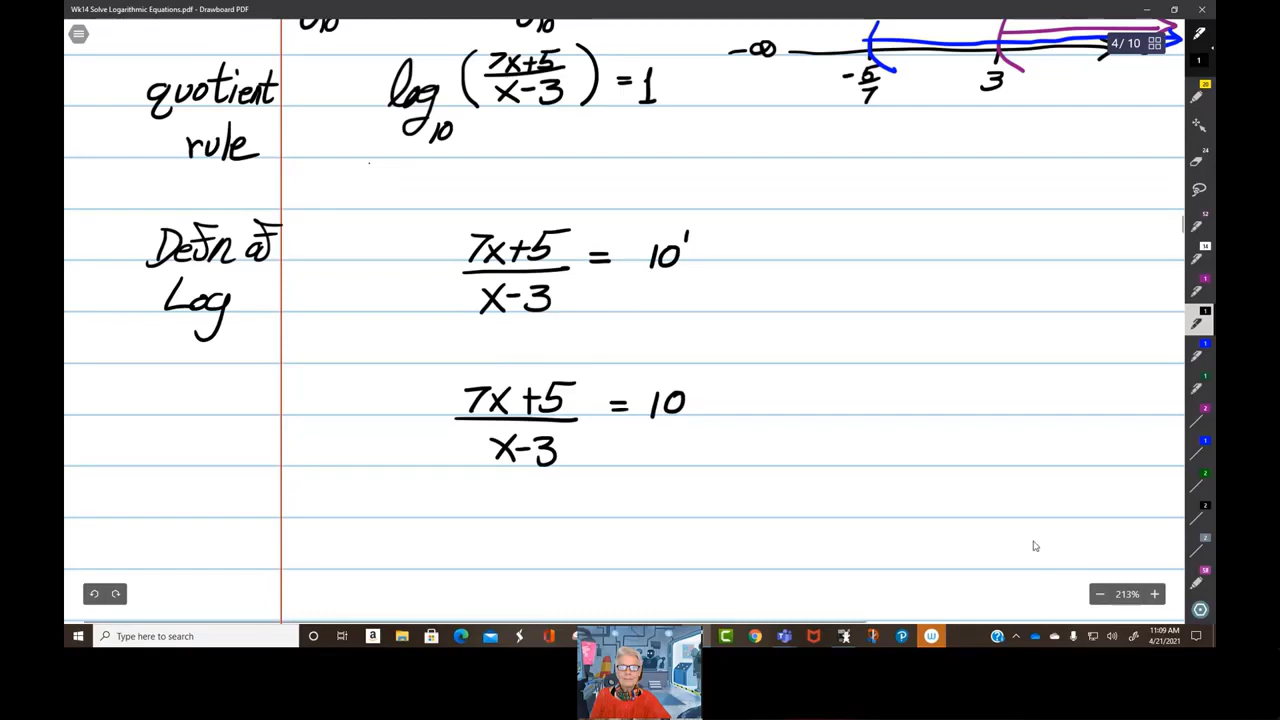 Wk14 Solve Logarithmic Equations.pdf - Drawboard PDF
4 / 10
-∞
-5/7
3
quotient
rule
log₁₀ ( (7x+5)/(x-3) ) = 1
Defn of
Log
(7x+5)/(x-3) = 10¹
(7x+5)/(x-3) = 10
213%
Type here to search
11:09 AM
4/21/2021